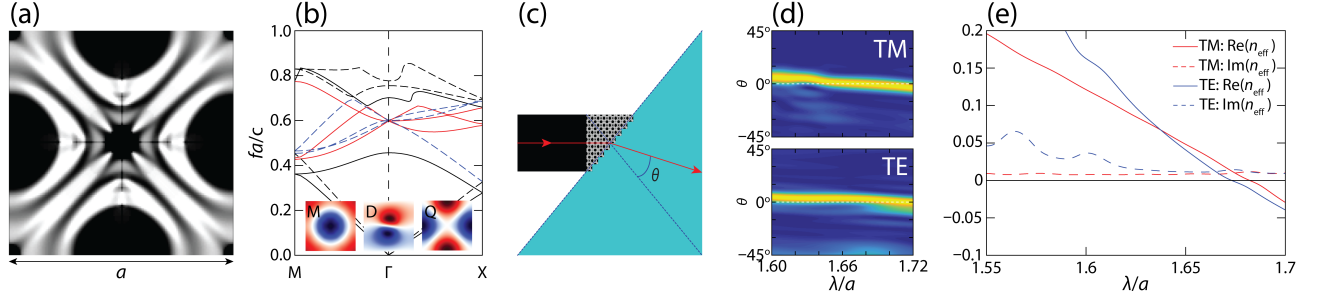 (a)
a
(b)
fa/c
1.0
0.8
0.6
0.4
0.2
0.0
M
D
Q
M
Γ
X
(c)
θ
(d)
45°
θ
0°
−45°
TM
45°
θ
0°
-45°
TE
1.60
1.66
1.72
λ/a
(e)
0.2
0.15
0.1
0.05
0
−0.05
−0.1
1.55
1.6
1.65
1.7
λ/a
TM: Re(neff)
TM: Im(neff)
TE: Re(neff)
TE: Im(neff)